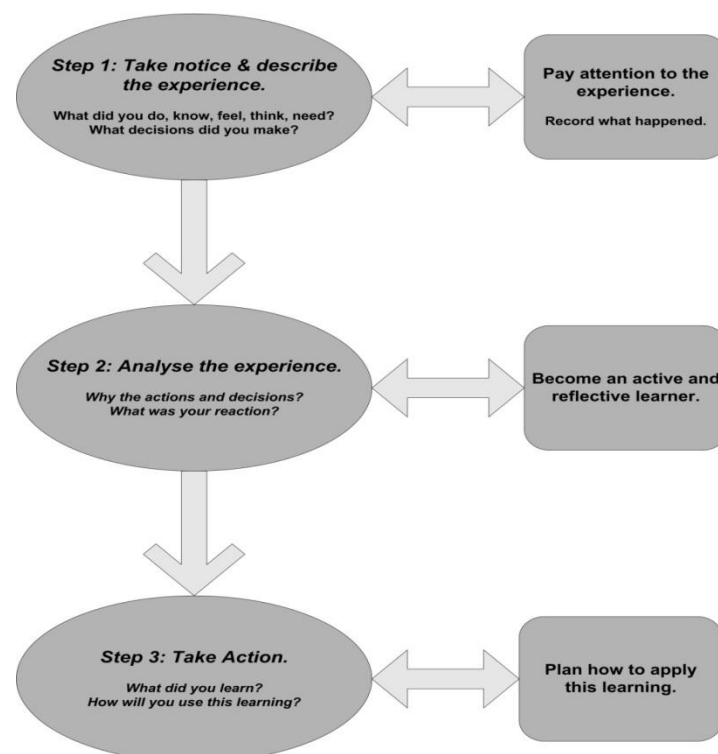 Step 1: Take notice & describe
the experience.
What did you do, know, feel, think, need?
What decisions did you make?
Pay attention to the
experience.
Record what happened.
Step 2: Analyse the experience.
Why the actions and decisions?
What was your reaction?
Become an active and
reflective learner.
Step 3: Take Action.
What did you learn?
How will you use this learning?
Plan how to apply
this learning.